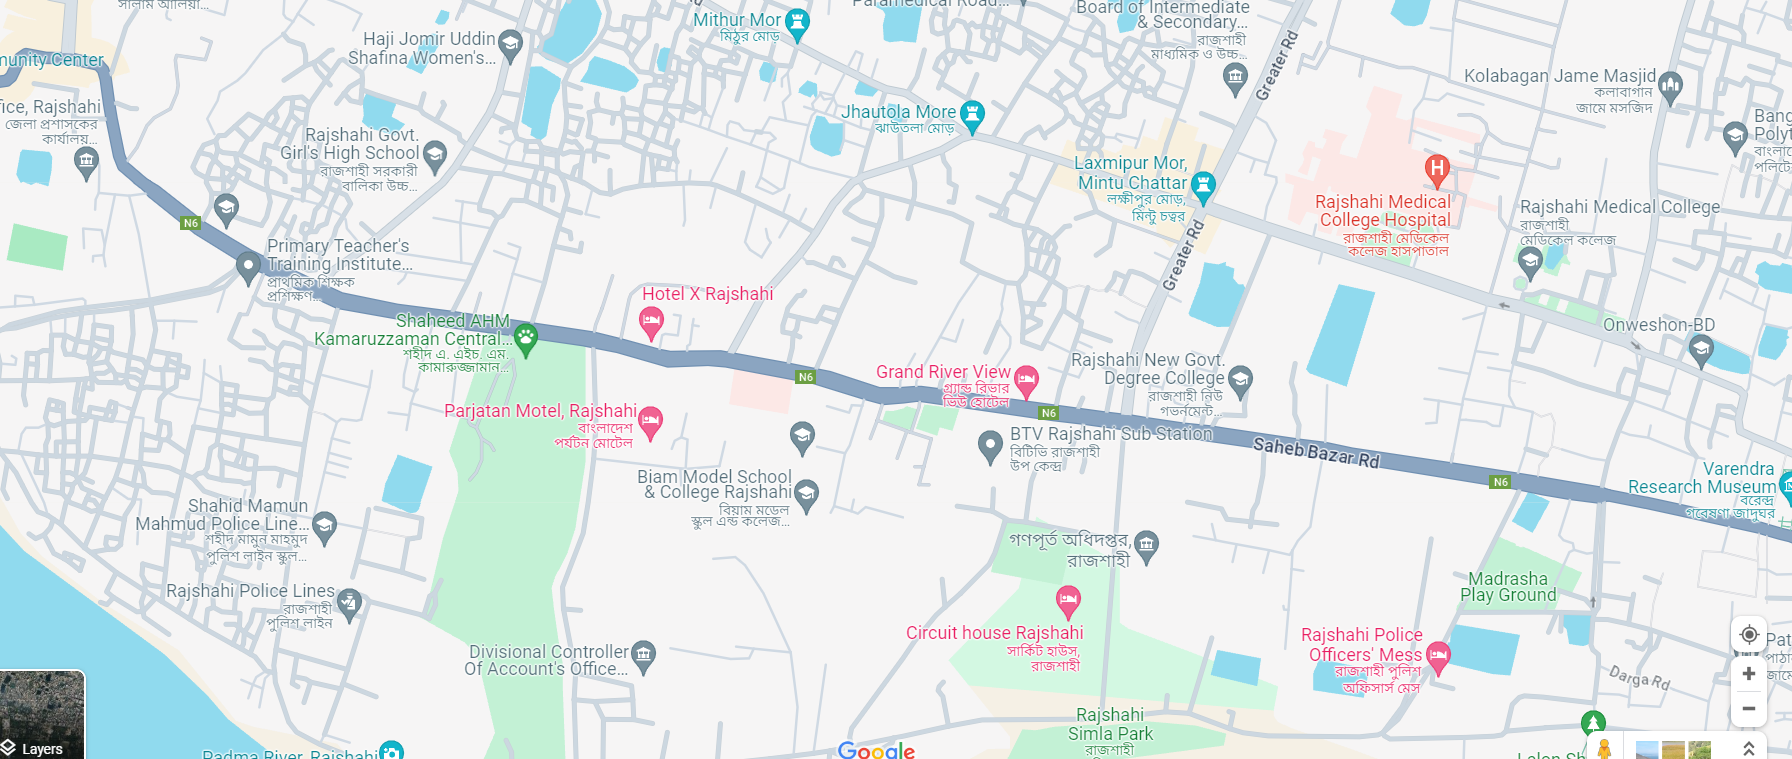 সালাম আলিয়া...
Mithur Mor
মিঠুর মোড়
Paramedical Road...
Board of Intermediate
& Secondary...
রাজশাহী
মাধ্যমিক ও উচ্চ...
Greater Rd
Haji Jomir Uddin
Shafina Women's...
munity Center
Kolabagan Jame Masjid
কলাবাগান
জামে মসজিদ
fice, Rajshahi
জেলা প্রশাসকের
কার্যালয়...
Jhautola More
ঝাউতলা মোড়
Bang
Polyt
বাংলাদে
পলিটে
Rajshahi Govt.
Girl's High School
রাজশাহী সরকারী
বালিকা উচ্চ...
Laxmipur Mor,
Mintu Chattar
লক্ষীপুর মোড়,
মিন্টু চত্বর
Rajshahi Medical
College Hospital
রাজশাহী মেডিকেল
কলেজ হাসপাতাল
Rajshahi Medical College
রাজশাহী
মেডিকেল কলেজ
N6
Greater Rd
Primary Teacher's
Training Institute...
প্রাথমিক শিক্ষক
প্রশিক্ষণ...
Hotel X Rajshahi
Shaheed AHM
Kamaruzzaman Central...
শহীদ এ. এইচ. এম.
কামারুজ্জামান...
Onweshon-BD
N6
Grand River View
গ্র্যান্ড রিভার
ভিউ হোটেল
Rajshahi New Govt.
Degree College
রাজশাহী নিউ
গভর্নমেন্ট...
N6
Parjatan Motel, Rajshahi
বাংলাদেশ
পর্যটন মোটেল
BTV Rajshahi Sub Station
বিটিভি রাজশাহী
উপ কেন্দ্র
Saheb Bazar Rd
N6
Biam Model School
& College Rajshahi
বিয়াম মডেল
স্কুল এন্ড কলেজ...
Varendra
Research Museum
বরেন্দ্র
গবেষণা জাদুঘর
Shahid Mamun
Mahmud Police Line...
শহীদ মামুন মাহমুদ
পুলিশ লাইন স্কুল...
গণপূর্ত অধিদপ্তর,
রাজশাহী
Rajshahi Police Lines
রাজশাহী
পুলিশ লাইন
Madrasha
Play Ground
Circuit house Rajshahi
সার্কিট হাউস,
রাজশাহী
Rajshahi Police
Officers' Mess
রাজশাহী পুলিশ
অফিসার্স মেস
Divisional Controller
Of Account's Office...
Pat
পাঠা
জামে
Darga Rd
Rajshahi
Simla Park
রাজশাহী
Layers
Padma River, Rajshahi
Google
Lalon Sh